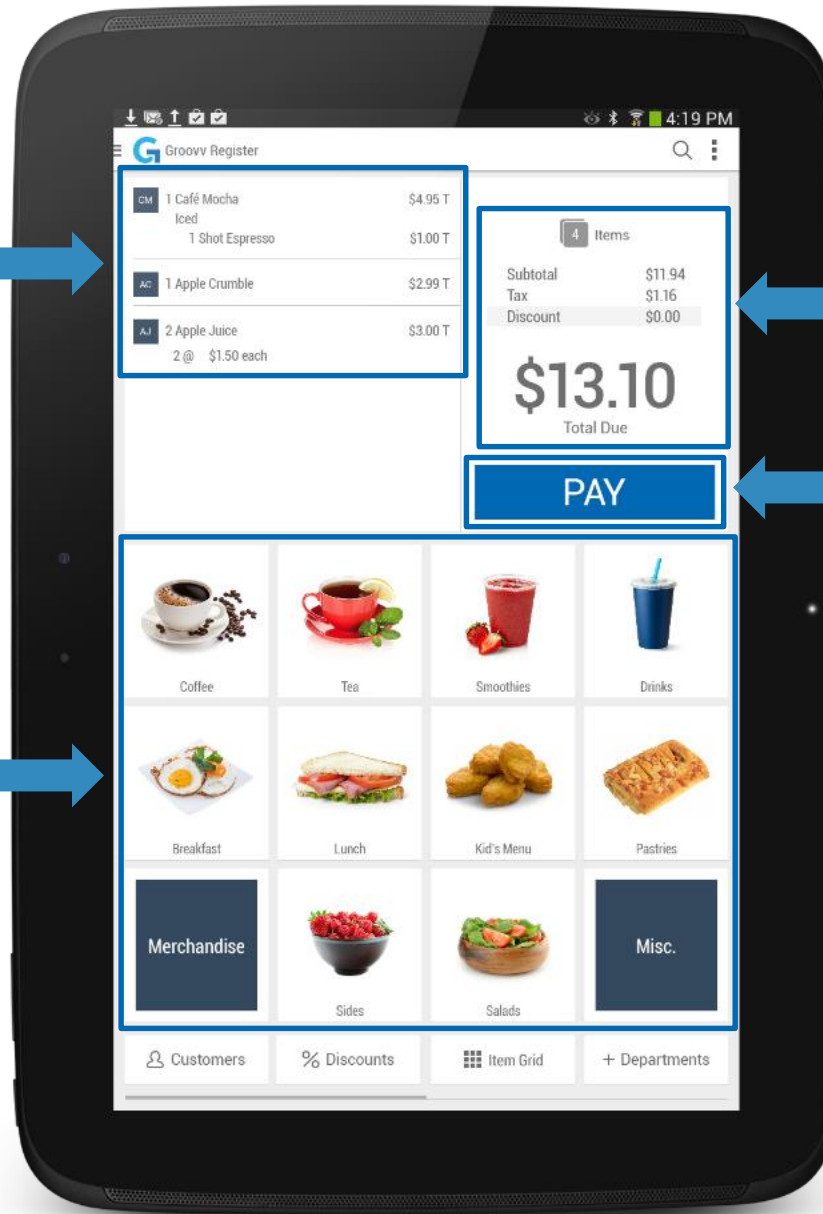 4:19 PM
Groovv Register
CM 1 Café Mocha $4.95 T
Iced
1 Shot Espresso $1.00 T
AC 1 Apple Crumble $2.99 T
AJ 2 Apple Juice $3.00 T
2 @ $1.50 each
4 Items
Subtotal $11.94
Tax $1.16
Discount $0.00
$13.10
Total Due
PAY
Coffee Tea Smoothies Drinks
Breakfast Lunch Kid's Menu Pastries
Merchandise Sides Salads Misc.
Customers % Discounts Item Grid + Departments